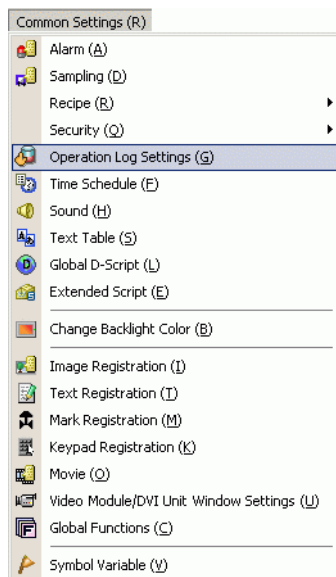 Common Settings (R)
Alarm (A)
Sampling (D)
Recipe (R)
Security (Q)
Operation Log Settings (G)
Time Schedule (F)
Sound (H)
Text Table (S)
Global D-Script (L)
Extended Script (E)
Change Backlight Color (B)
Image Registration (I)
Text Registration (T)
Mark Registration (M)
Keypad Registration (K)
Movie (O)
Video Module/DVI Unit Window Settings (U)
Global Functions (C)
Symbol Variable (V)